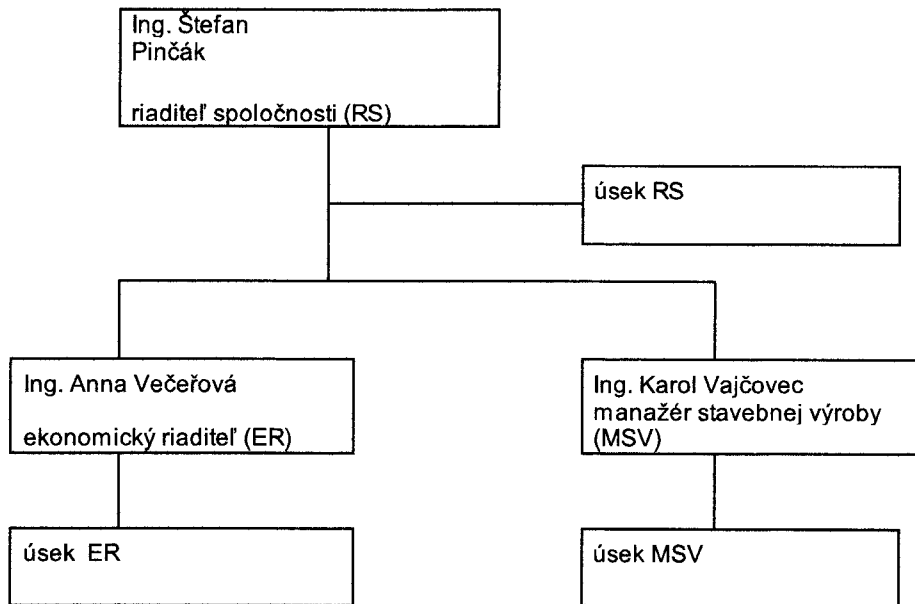 Ing. Štefan
Pinčák
riaditeľ spoločnosti (RS)
úsek RS
Ing. Anna Večeřová
ekonomický riaditeľ (ER)
Ing. Karol Vajčovec
manažér stavebnej výroby
(MSV)
úsek ER
úsek MSV